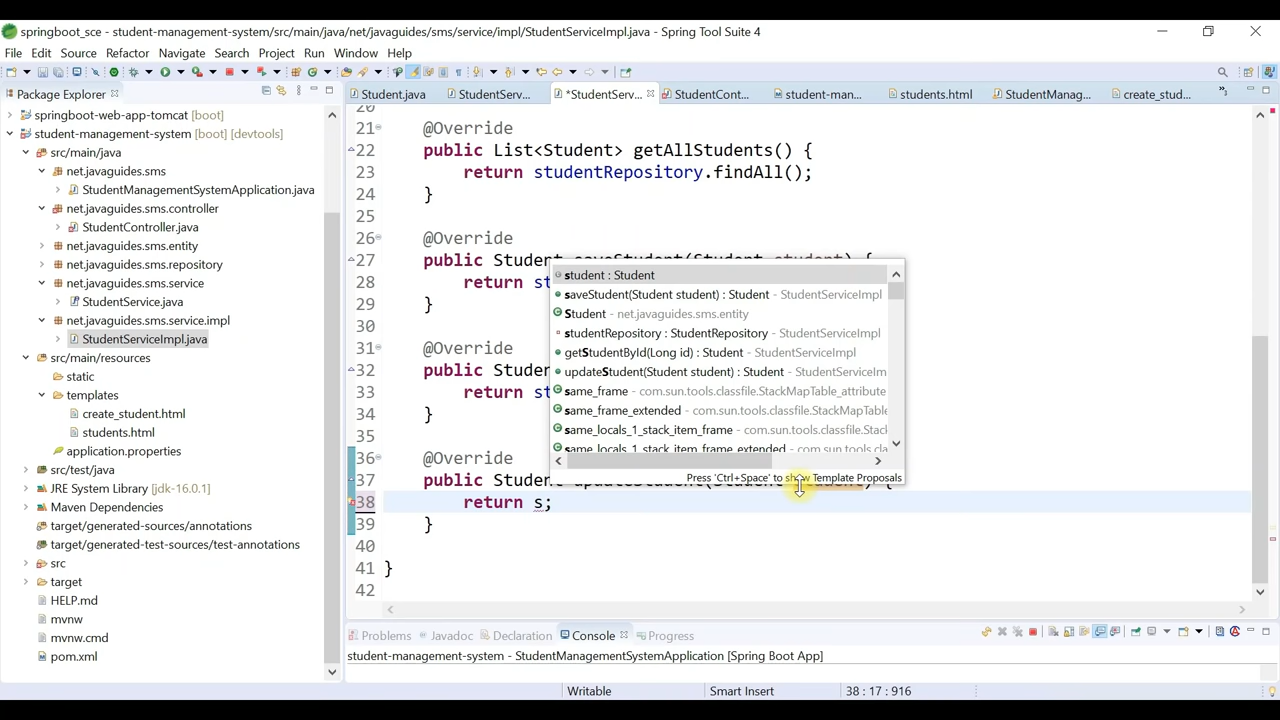 springboot_sce - student-management-system/src/main/java/net/javaguides/sms/service/impl/StudentServiceImpl.java - Spring Tool Suite 4
File Edit Source Refactor Navigate Search Project Run Window Help
Package Explorer
springboot-web-app-tomcat [boot]
student-management-system [boot] [devtools]
src/main/java
net.javaguides.sms
StudentManagementSystemApplication.java
net.javaguides.sms.controller
StudentController.java
net.javaguides.sms.entity
net.javaguides.sms.repository
net.javaguides.sms.service
StudentService.java
net.javaguides.sms.service.impl
StudentServiceImpl.java
src/main/resources
static
templates
create_student.html
students.html
application.properties
src/test/java
JRE System Library [jdk-16.0.1]
Maven Dependencies
target/generated-sources/annotations
target/generated-test-sources/test-annotations
src
target
HELP.md
mvnw
mvnw.cmd
pom.xml
Student.java StudentServ... *StudentServ... StudentCont... student-man... students.html StudentManag... create_stud...
20
21 @Override
22 public List<Student> getAllStudents() {
23 return studentRepository.findAll();
24 }
25
26 @Override
27 public Student saveStudent(Student student) {
28 return st
29 }
30
31 @Override
32 public Stude
33 return st
34 }
35
36 @Override
37 public Student updateStudent(Student student) {
38 return s;
39 }
40
41 }
42
student : Student
saveStudent(Student student) : Student - StudentServiceImpl
Student - net.javaguides.sms.entity
studentRepository : StudentRepository - StudentServiceImpl
getStudentById(Long id) : Student - StudentServiceImpl
updateStudent(Student student) : Student - StudentServiceIm
same_frame - com.sun.tools.classfile.StackMapTable_attribute
same_frame_extended - com.sun.tools.classfile.StackMapTable
same_locals_1_stack_item_frame - com.sun.tools.classfile.Stack
same_locals_1_stack_item_frame_extended - com.sun.tools.cla
Press 'Ctrl+Space' to show Template Proposals
Problems Javadoc Declaration Console Progress
student-management-system - StudentManagementSystemApplication [Spring Boot App]
Writable Smart Insert 38 : 17 : 916